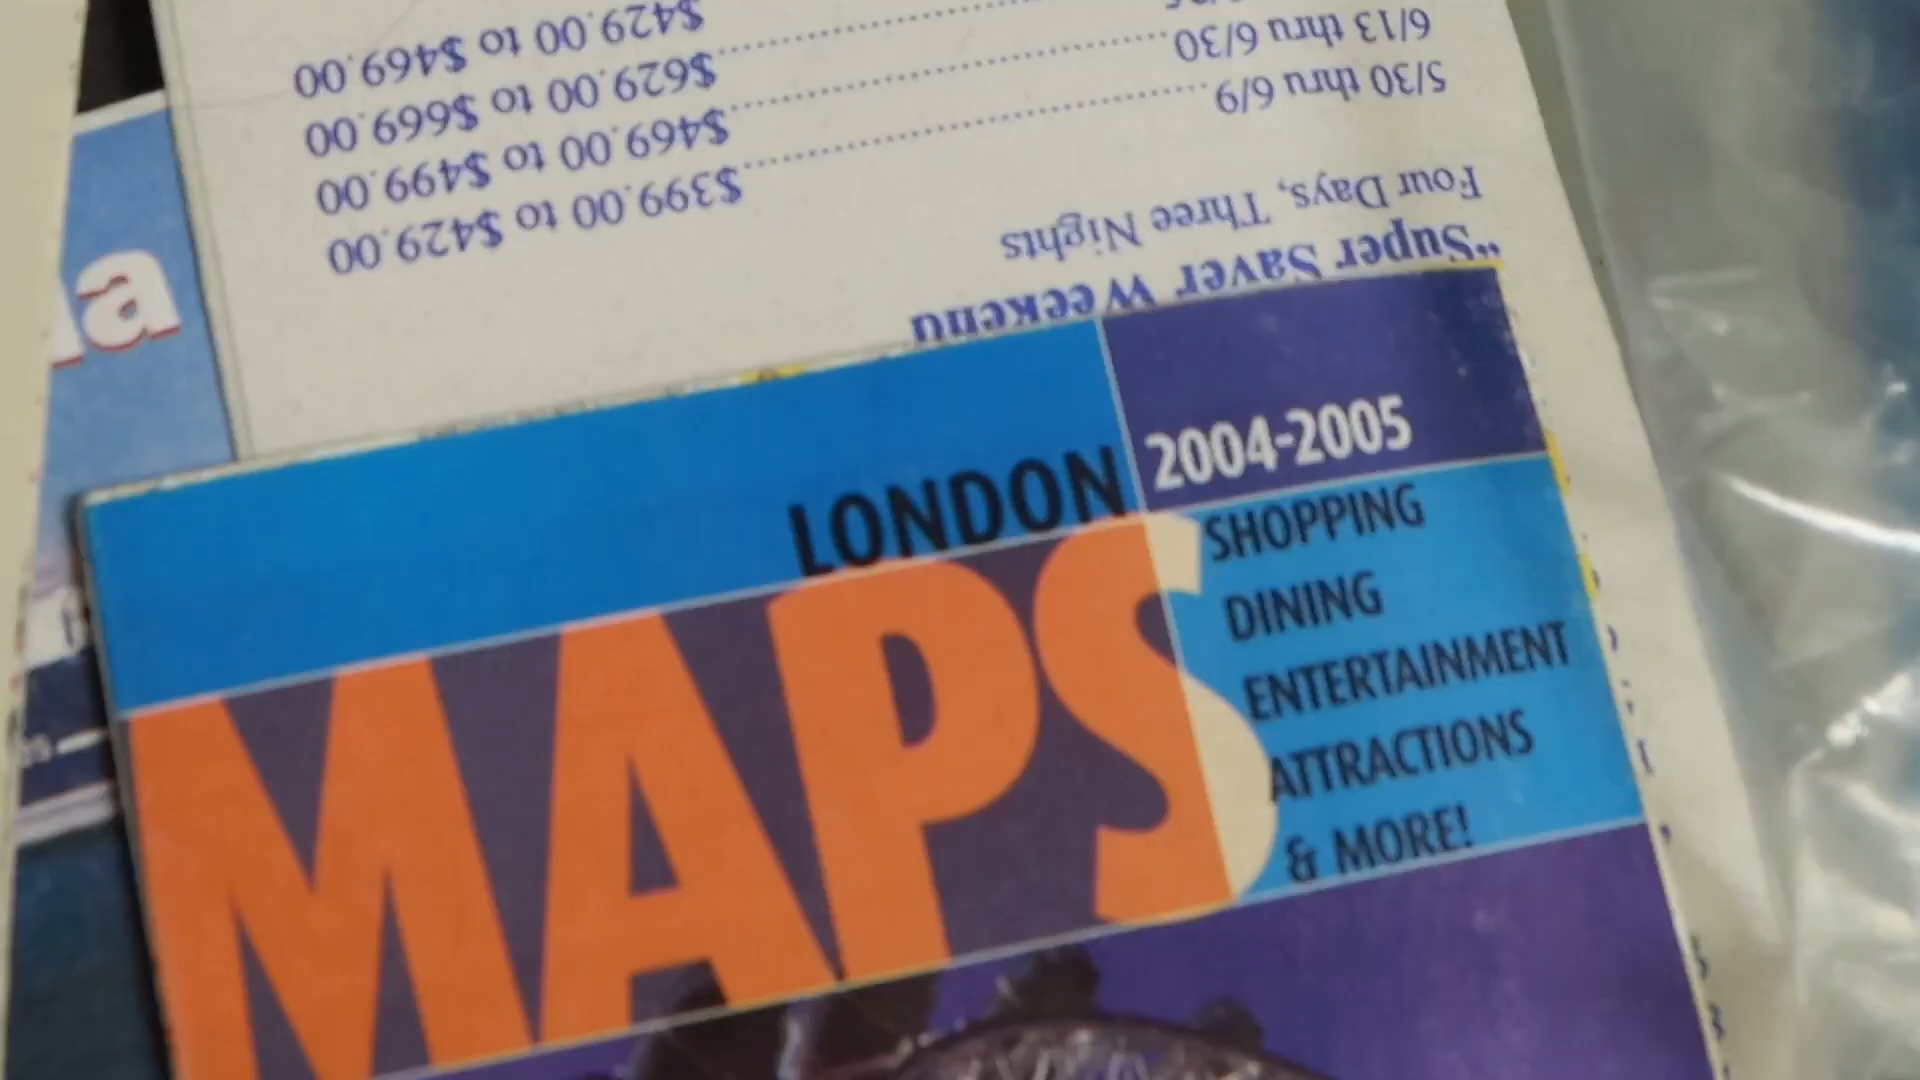 LONDON
MAPS
2004-2005
SHOPPING
DINING
ENTERTAINMENT
ATTRACTIONS
& MORE!
"Super Saver Weekend
Four Days, Three Nights
5/30 thru 6/9 $399.00 to $429.00
6/13 thru 6/30 $469.00 to $499.00
$629.00 to $669.00
$429.00 to $469.00
a